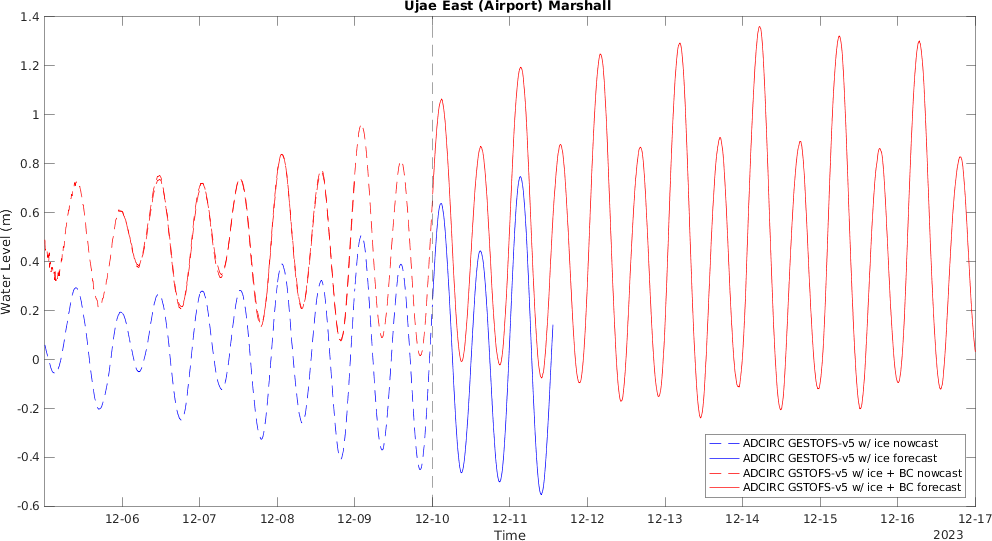 Ujae East (Airport) Marshall
1.4
1.2
1
0.8
0.6
0.4
0.2
0
-0.2
-0.4
-0.6
Water Level (m)
12-06 12-07 12-08 12-09 12-10 12-11 12-12 12-13 12-14 12-15 12-16 12-17
Time
2023
ADCIRC GESTOFS-v5 w/ ice nowcast
ADCIRC GESTOFS-v5 w/ ice forecast
ADCIRC GSTOFS-v5 w/ ice + BC nowcast
ADCIRC GSTOFS-v5 w/ ice + BC forecast